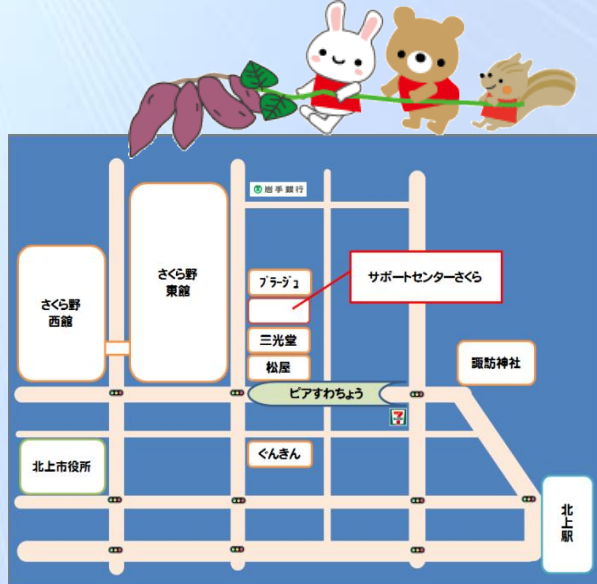 岩手銀行
さくら野
西館
さくら野
東館
プラージュ
サポートセンターさくら
三光堂
松屋
諏訪神社
ピアすわちょう
7
北上市役所
ぐんきん
北上駅